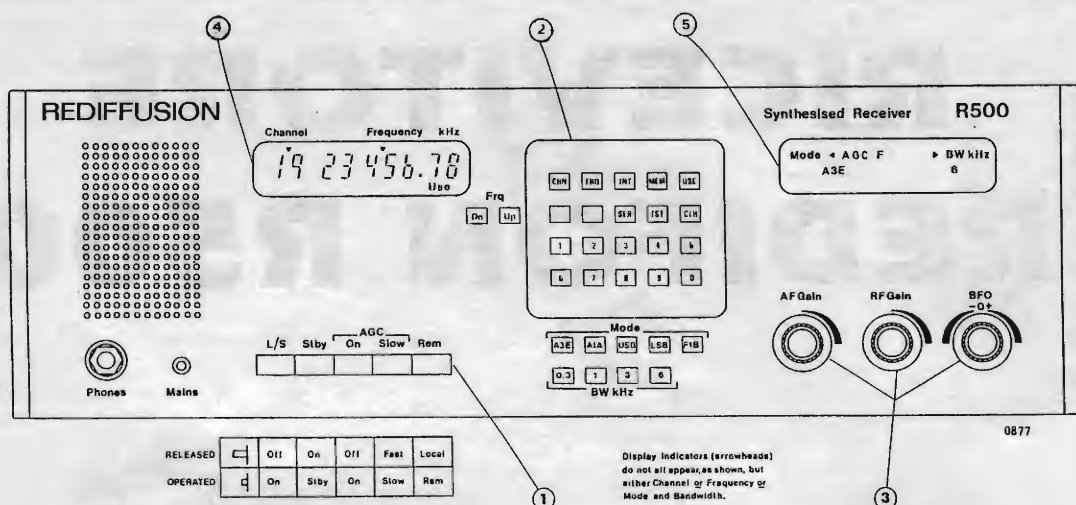 4
2
5
REDIFFUSION
Synthesised Receiver R500
Channel Frequency kHz
19 23 456.78
Mode ◄ AGC F ► BW kHz
A3E 6
Frq
Dn Up
CHN FRQ INT MEM USE
SER TST CLR
1 2 3 4 5
6 7 8 9 0
AF Gain RF Gain BFO
-0+
Mode
A3E A1A USB LSB F1B
0.3 1 3 6
BW kHz
AGC
L/S Stby On Slow Rem
Phones Mains
0877
RELEASED Off On Off Fast Local
OPERATED On Stby On Slow Rem
Display Indicators (arrowheads)
do not all appear, as shown, but
either Channel or Frequency or
Mode and Bandwidth.
1
3